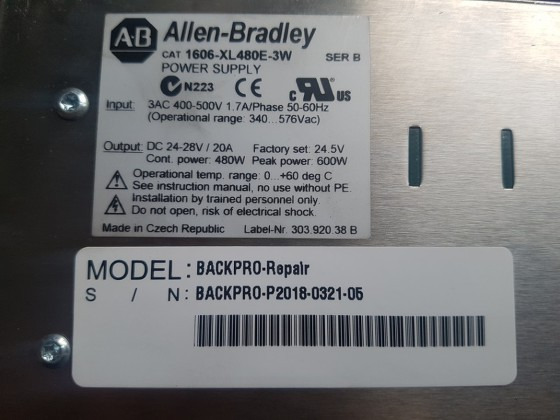 AB Allen-Bradley
CAT 1606-XL480E-3W SER B
POWER SUPPLY
N223 CE c UR US
Input: 3AC 400-500V 1.7A/Phase 50-60Hz
(Operational range: 340...576Vac)
Output: DC 24-28V / 20A Factory set: 24.5V
Cont. power: 480W Peak power: 600W
Operational temp. range: 0...+60 deg C
See instruction manual, no use without PE.
Installation by trained personnel only.
Do not open, risk of electrical shock.
Made in Czech Republic Label-Nr. 303.920.38 B
MODEL: BACKPRO-Repair
S / N: BACKPRO-P2018-0321-05